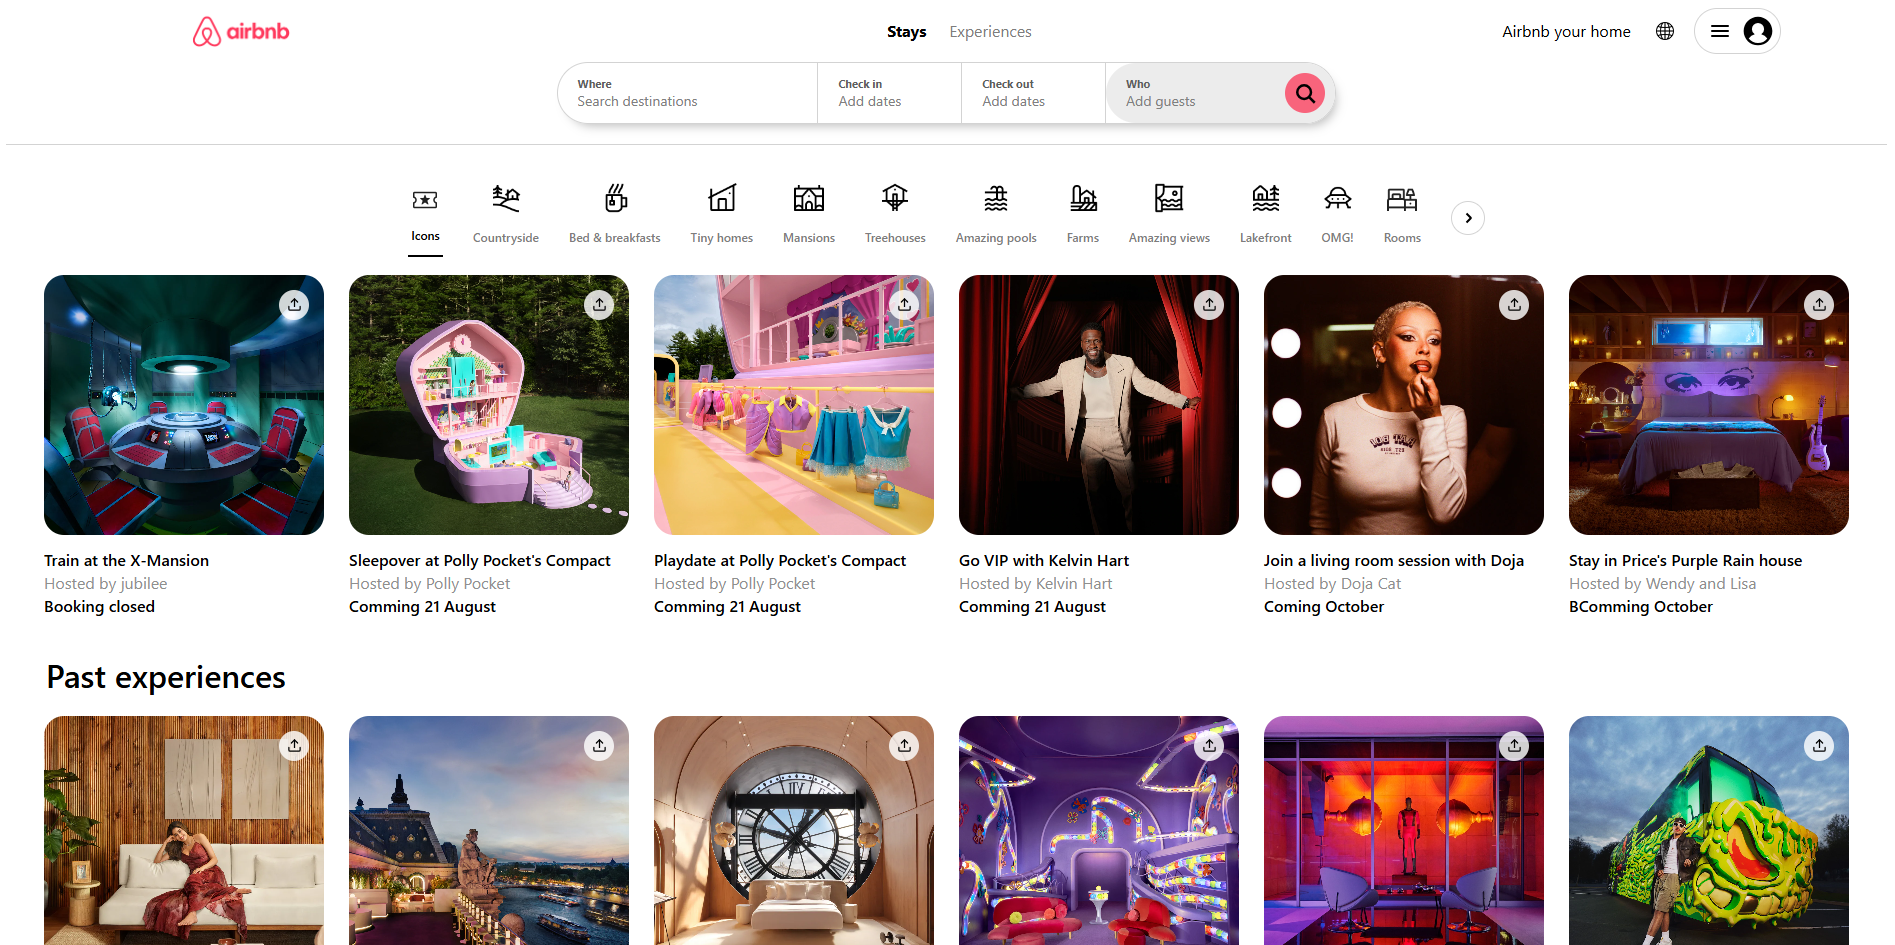 airbnb
Stays Experiences
Airbnb your home
Where
Search destinations
Check in
Add dates
Check out
Add dates
Who
Add guests
Icons
Countryside
Bed & breakfasts
Tiny homes
Mansions
Treehouses
Amazing pools
Farms
Amazing views
Lakefront
OMG!
Rooms
Train at the X-Mansion
Hosted by jubilee
Booking closed
Sleepover at Polly Pocket's Compact
Hosted by Polly Pocket
Comming 21 August
Playdate at Polly Pocket's Compact
Hosted by Polly Pocket
Comming 21 August
Go VIP with Kelvin Hart
Hosted by Kelvin Hart
Comming 21 August
Join a living room session with Doja
Hosted by Doja Cat
Coming October
Stay in Price's Purple Rain house
Hosted by Wendy and Lisa
BComming October
Past experiences